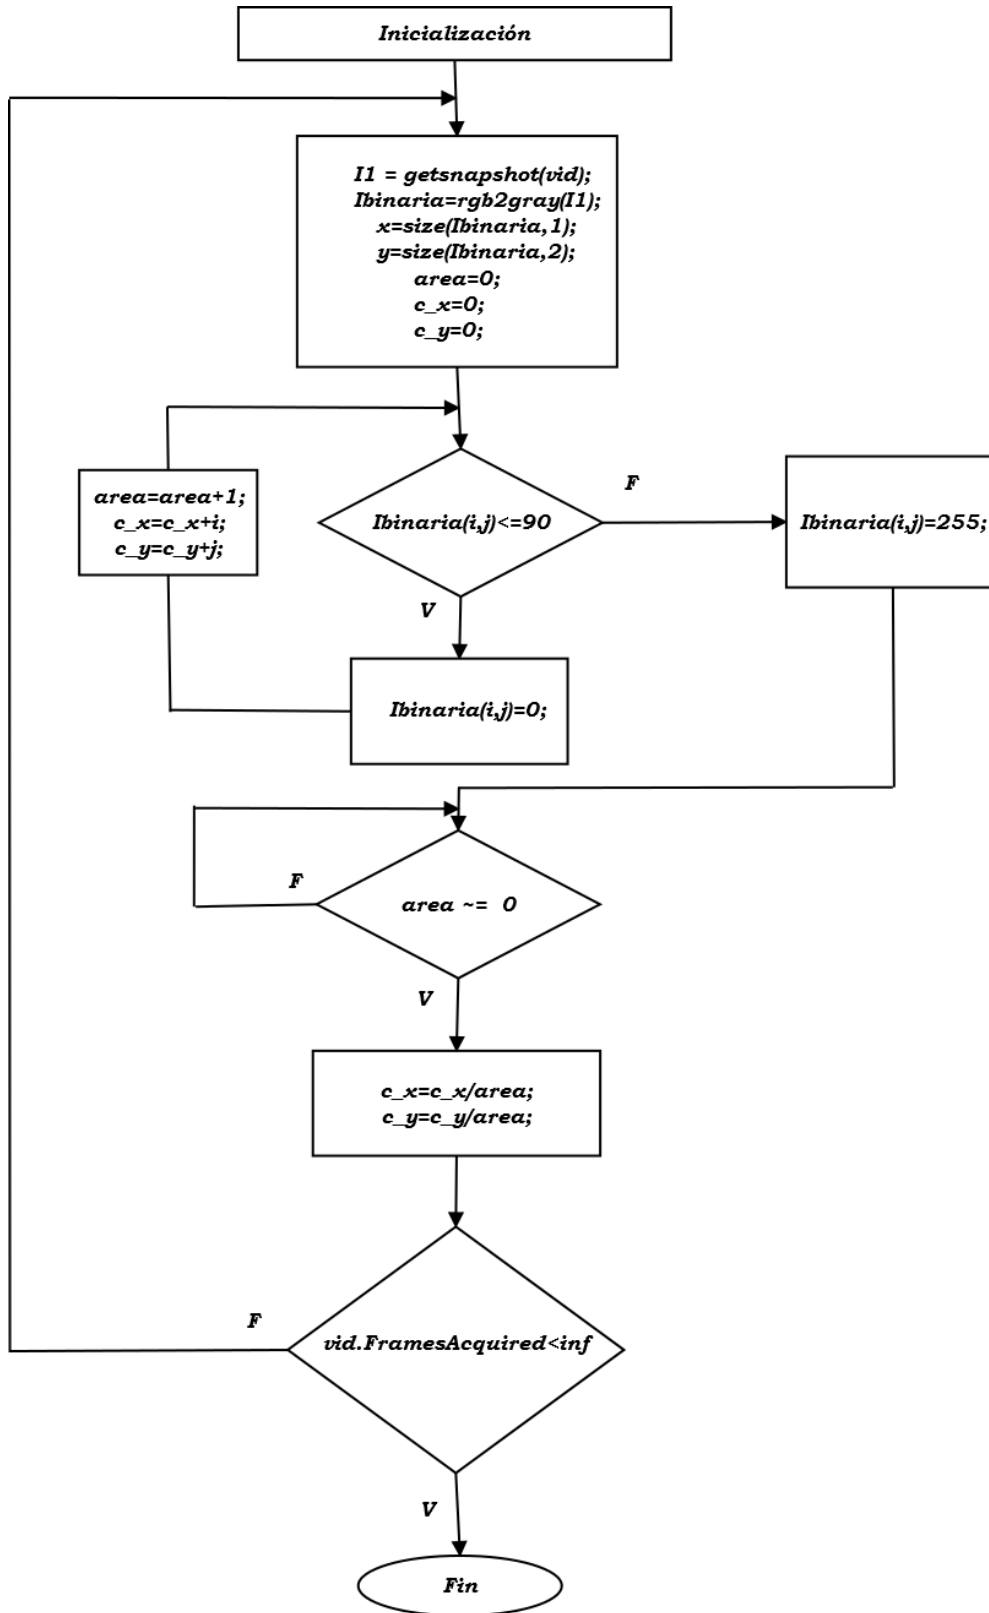 Inicialización
I1 = getsnapshot(vid);
Ibinaria=rgb2gray(I1);
x=size(Ibinaria,1);
y=size(Ibinaria,2);
area=0;
c_x=0;
c_y=0;
area=area+1;
c_x=c_x+i;
c_y=c_y+j;
Ibinaria(i,j)<=90
F
Ibinaria(i,j)=255;
V
Ibinaria(i,j)=0;
F
area ~= 0
V
c_x=c_x/area;
c_y=c_y/area;
F
vid.FramesAcquired<inf
V
Fin